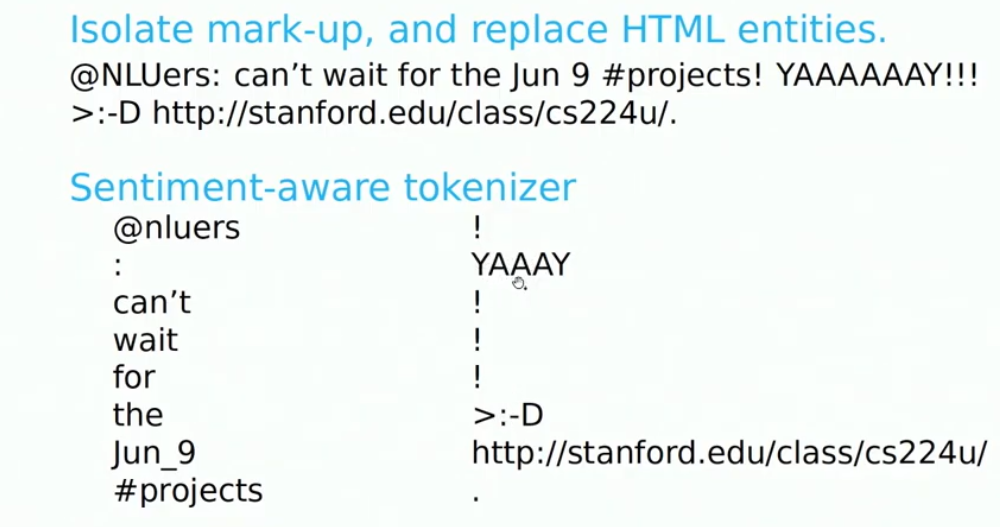 Isolate mark-up, and replace HTML entities.
@NLUers: can’t wait for the Jun 9 #projects! YAAAAAAY!!!
>:-D http://stanford.edu/class/cs224u/.
Sentiment-aware tokenizer
@nluers
:
can’t
wait
for
the
Jun_9
#projects
!
YAAAY
!
!
!
>:-D
http://stanford.edu/class/cs224u/
.